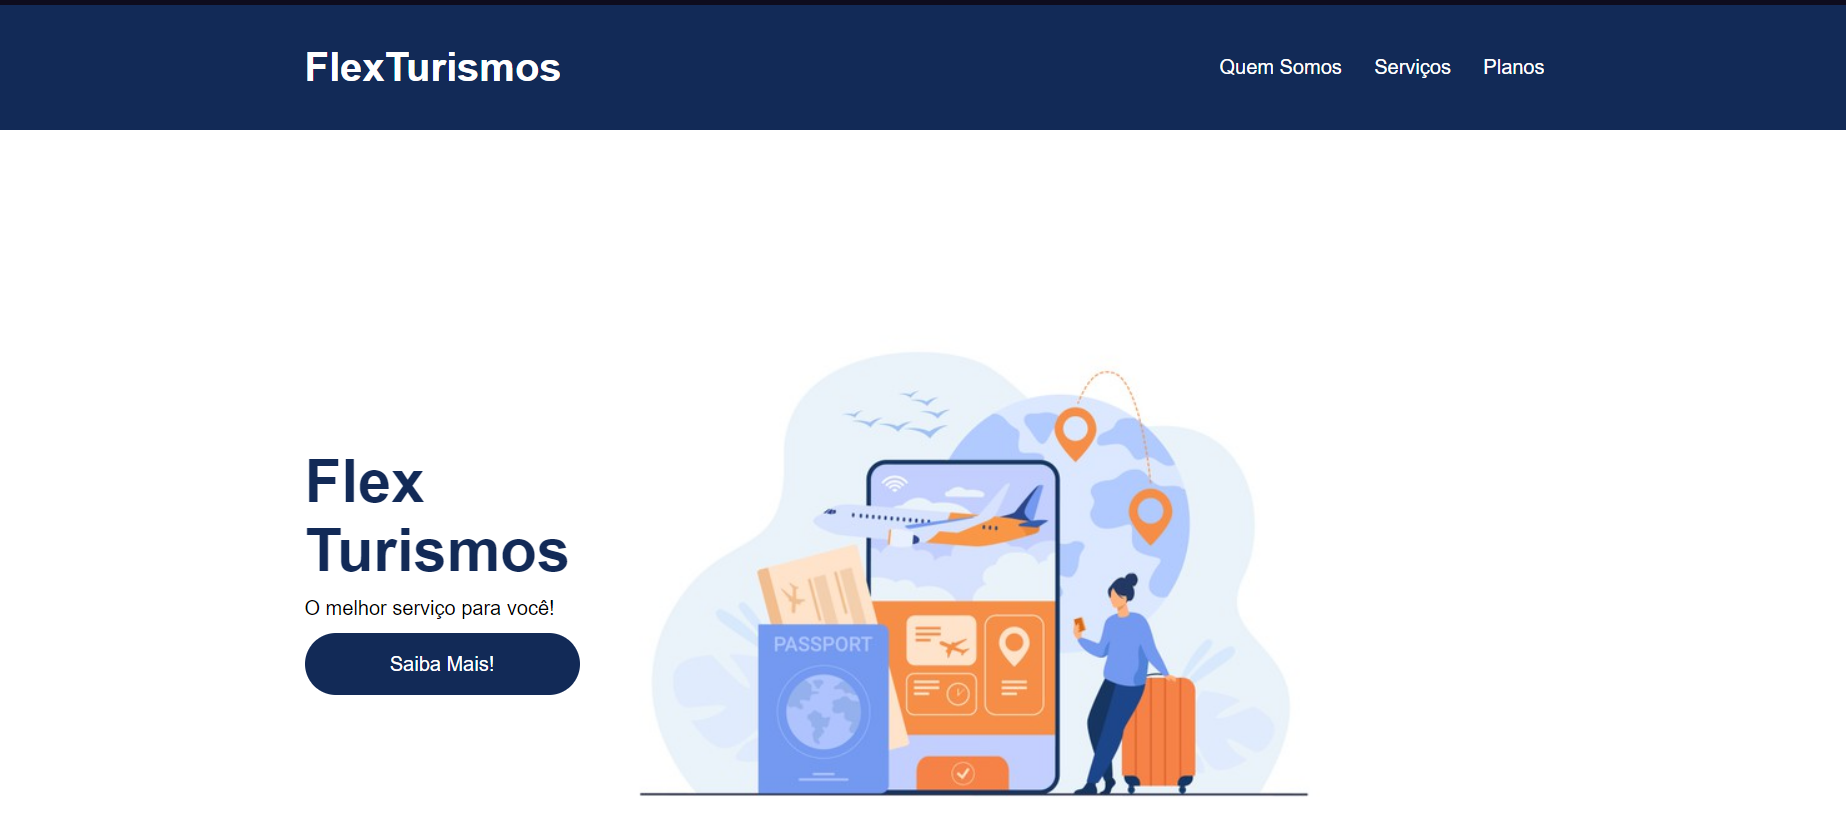 FlexTurismos
Quem Somos Serviços Planos
Flex
Turismos
O melhor serviço para você!
Saiba Mais!
PASSPORT